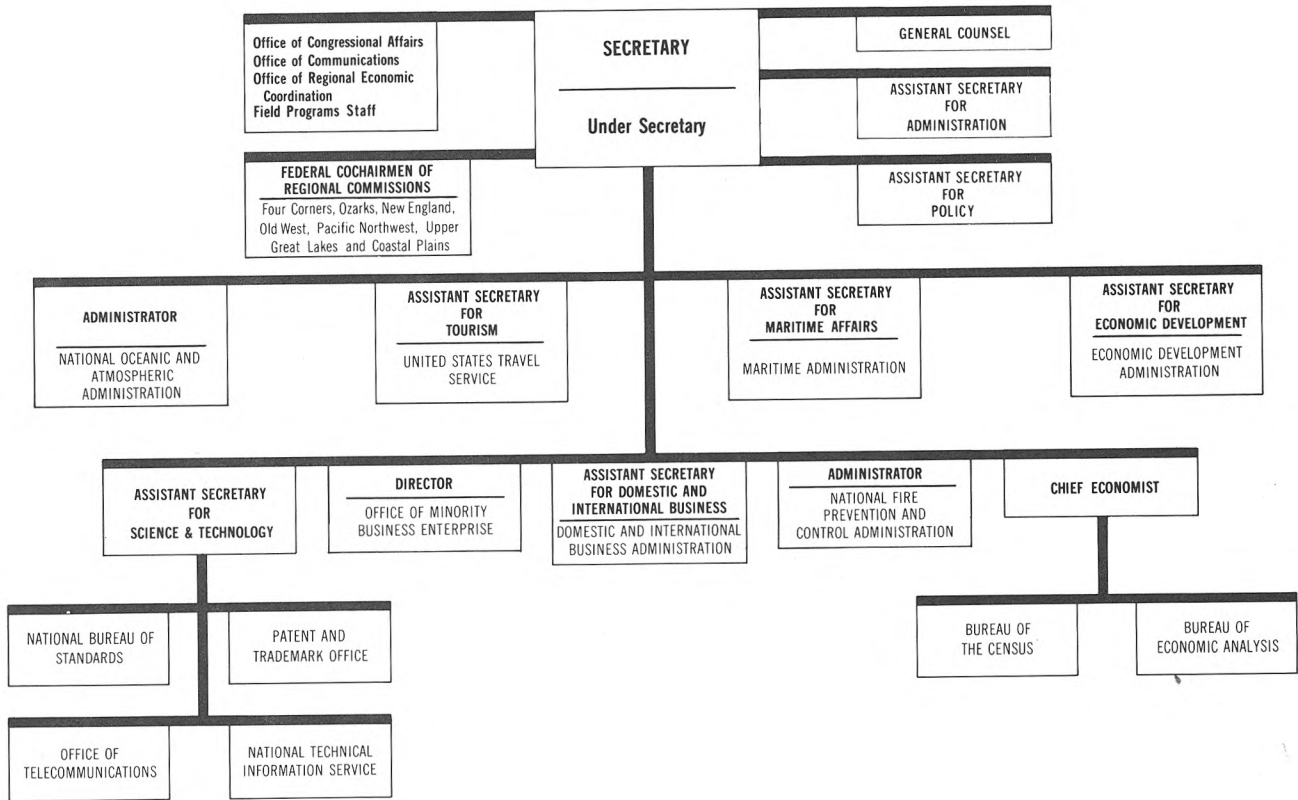 Office of Congressional Affairs
Office of Communications
Office of Regional Economic
Coordination
Field Programs Staff
SECRETARY
Under Secretary
GENERAL COUNSEL
ASSISTANT SECRETARY
FOR
ADMINISTRATION
FEDERAL COCHAIRMEN OF
REGIONAL COMMISSIONS
Four Corners, Ozarks, New England,
Old West, Pacific Northwest, Upper
Great Lakes and Coastal Plains
ASSISTANT SECRETARY
FOR
POLICY
ADMINISTRATOR
NATIONAL OCEANIC AND
ATMOSPHERIC
ADMINISTRATION
ASSISTANT SECRETARY
FOR
TOURISM
UNITED STATES TRAVEL
SERVICE
ASSISTANT SECRETARY
FOR
MARITIME AFFAIRS
MARITIME ADMINISTRATION
ASSISTANT SECRETARY
FOR
ECONOMIC DEVELOPMENT
ECONOMIC DEVELOPMENT
ADMINISTRATION
ASSISTANT SECRETARY
FOR
SCIENCE & TECHNOLOGY
DIRECTOR
OFFICE OF MINORITY
BUSINESS ENTERPRISE
ASSISTANT SECRETARY
FOR DOMESTIC AND
INTERNATIONAL BUSINESS
DOMESTIC AND INTERNATIONAL
BUSINESS ADMINISTRATION
ADMINISTRATOR
NATIONAL FIRE
PREVENTION AND
CONTROL ADMINISTRATION
CHIEF ECONOMIST
NATIONAL BUREAU OF
STANDARDS
PATENT AND
TRADEMARK OFFICE
BUREAU OF
THE CENSUS
BUREAU OF
ECONOMIC ANALYSIS
OFFICE OF
TELECOMMUNICATIONS
NATIONAL TECHNICAL
INFORMATION SERVICE